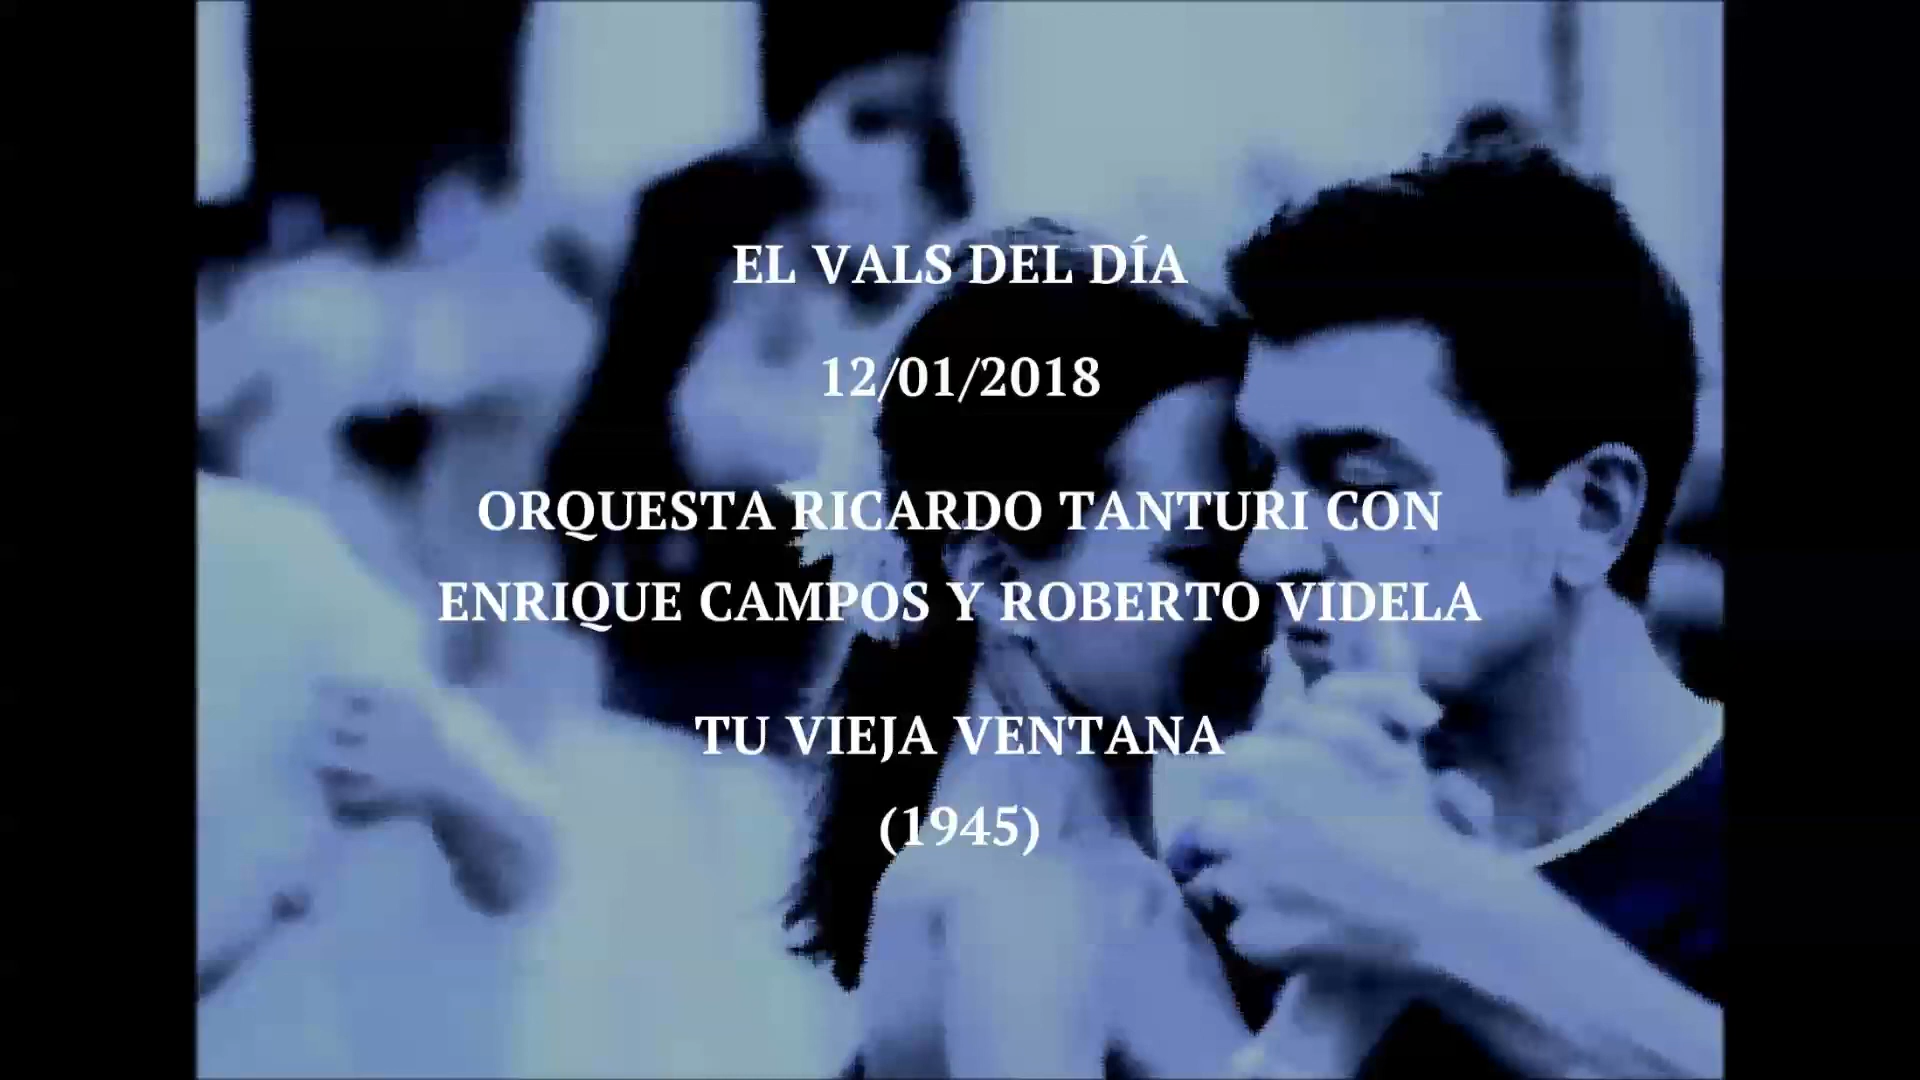 EL VALS DEL DÍA
12/01/2018
ORQUESTA RICARDO TANTURI CON
ENRIQUE CAMPOS Y ROBERTO VIDELA
TU VIEJA VENTANA
(1945)